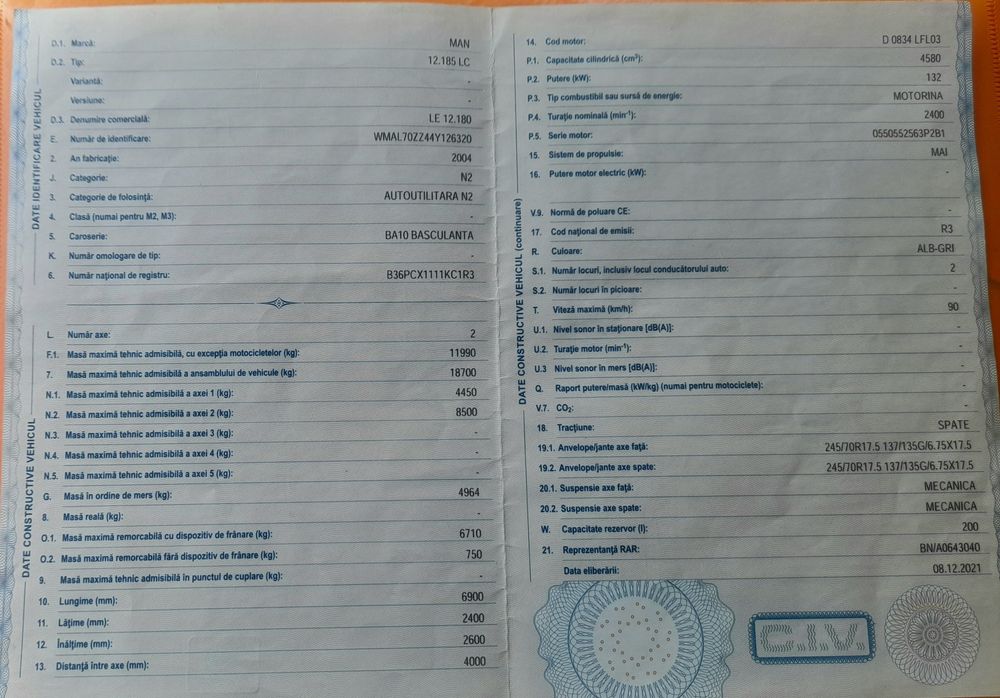 DATE IDENTIFICARE VEHICUL
D.1. Marcă: MAN
D.2. Tip: 12.185 LC
Variantă: -
Versiune: -
D.3. Denumire comercială: LE 12.180
E. Număr de identificare: WMAL70ZZ44Y126320
2. An fabricație: 2004
J. Categorie: N2
3. Categorie de folosință: AUTOUTILITARA N2
4. Clasă (numai pentru M2, M3): -
5. Caroserie: BA10 BASCULANTA
K. Număr omologare de tip: -
6. Număr național de registru: B36PCX1111KC1R3
DATE CONSTRUCTIVE VEHICUL
L. Număr axe: 2
F.1. Masă maximă tehnic admisibilă, cu excepția motocicletelor (kg): 11990
7. Masă maximă tehnic admisibilă a ansamblului de vehicule (kg): 18700
N.1. Masă maximă tehnic admisibilă a axei 1 (kg): 4450
N.2. Masă maximă tehnic admisibilă a axei 2 (kg): 8500
N.3. Masă maximă tehnic admisibilă a axei 3 (kg): -
N.4. Masă maximă tehnic admisibilă a axei 4 (kg): -
N.5. Masă maximă tehnic admisibilă a axei 5 (kg): -
G. Masă în ordine de mers (kg): 4964
8. Masă reală (kg): -
O.1. Masă maximă remorcabilă cu dispozitiv de frânare (kg): 6710
O.2. Masă maximă remorcabilă fără dispozitiv de frânare (kg): 750
9. Masă maximă tehnic admisibilă în punctul de cuplare (kg): -
10. Lungime (mm): 6900
11. Lățime (mm): 2400
12. Înălțime (mm): 2600
13. Distanță între axe (mm): 4000
14. Cod motor: D 0834 LFL03
P.1. Capacitate cilindrică (cm³): 4580
P.2. Putere (kW): 132
P.3. Tip combustibil sau sursă de energie: MOTORINA
P.4. Turație nominală (min⁻¹): 2400
P.5. Serie motor: 0550552563P2B1
15. Sistem de propulsie: MAI
16. Putere motor electric (kW): -
DATE CONSTRUCTIVE VEHICUL (continuare)
V.9. Normă de poluare CE: -
17. Cod național de emisii: R3
R. Culoare: ALB-GRI
S.1. Număr locuri, inclusiv locul conducătorului auto: 2
S.2. Număr locuri în picioare: -
T. Viteză maximă (km/h): 90
U.1. Nivel sonor în staționare [dB(A)]: -
U.2. Turație motor (min⁻¹): -
U.3 Nivel sonor în mers [dB(A)]: -
Q. Raport putere/masă (kW/kg) (numai pentru motociclete): -
V.7. CO₂: -
18. Tracțiune: SPATE
19.1. Anvelope/jante axe față: 245/70R17.5 137/135G/6.75X17.5
19.2. Anvelope/jante axe spate: 245/70R17.5 137/135G/6.75X17.5
20.1. Suspensie axe față: MECANICA
20.2. Suspensie axe spate: MECANICA
W. Capacitate rezervor (l): 200
21. Reprezentanță RAR: BN/A0643040
Data eliberării: 08.12.2021
C.I.V.